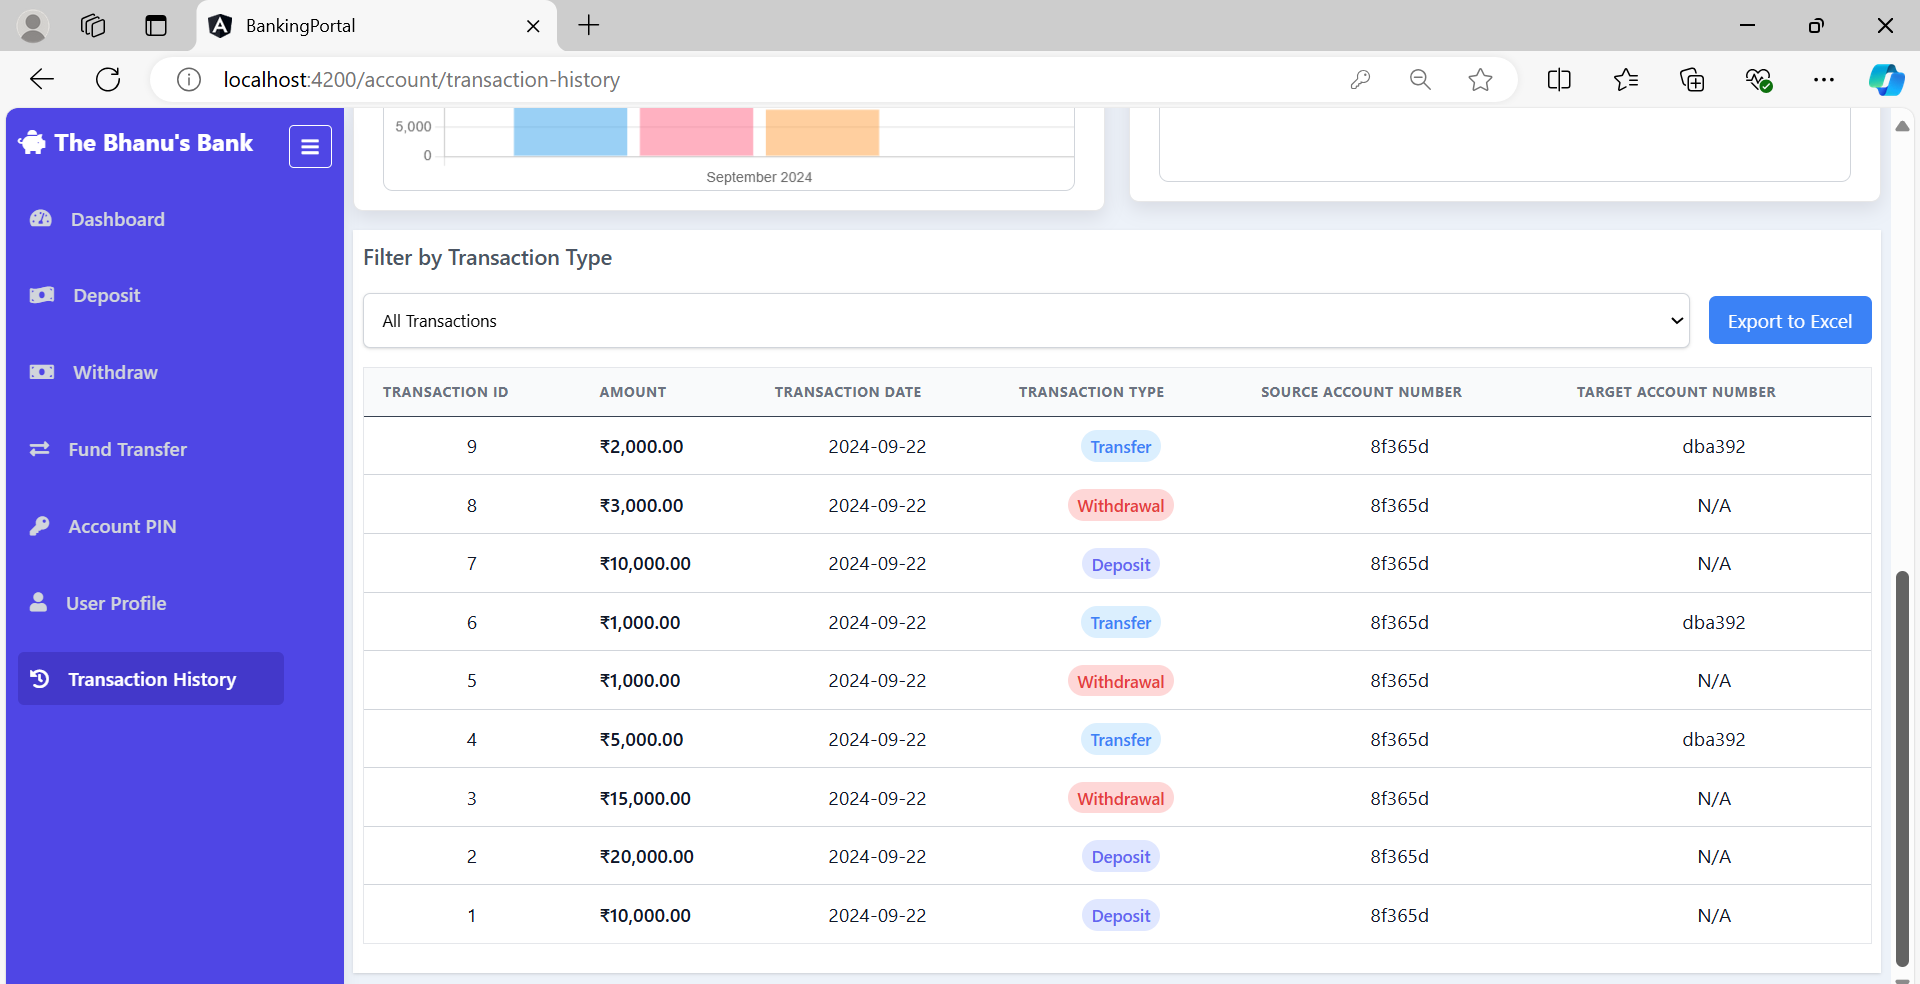 BankingPortal
localhost:4200/account/transaction-history
The Bhanu's Bank
Dashboard
Deposit
Withdraw
Fund Transfer
Account PIN
User Profile
Transaction History
5,000
0
September 2024
Filter by Transaction Type
All Transactions
Export to Excel
TRANSACTION ID AMOUNT TRANSACTION DATE TRANSACTION TYPE SOURCE ACCOUNT NUMBER TARGET ACCOUNT NUMBER
9 ₹2,000.00 2024-09-22 Transfer 8f365d dba392
8 ₹3,000.00 2024-09-22 Withdrawal 8f365d N/A
7 ₹10,000.00 2024-09-22 Deposit 8f365d N/A
6 ₹1,000.00 2024-09-22 Transfer 8f365d dba392
5 ₹1,000.00 2024-09-22 Withdrawal 8f365d N/A
4 ₹5,000.00 2024-09-22 Transfer 8f365d dba392
3 ₹15,000.00 2024-09-22 Withdrawal 8f365d N/A
2 ₹20,000.00 2024-09-22 Deposit 8f365d N/A
1 ₹10,000.00 2024-09-22 Deposit 8f365d N/A